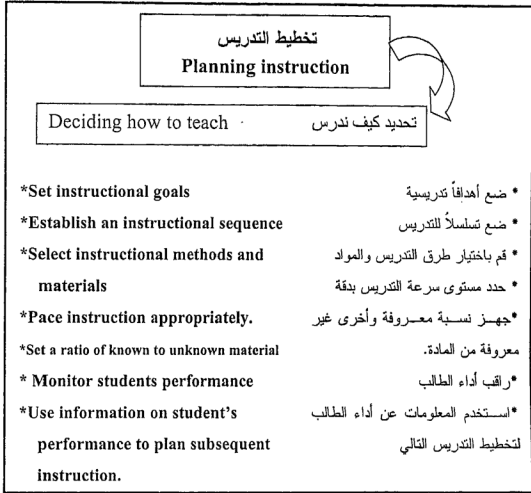 تخطيط التدريس
Planning instruction
Deciding how to teach - تحديد كيف ندرس
*Set instructional goals
* ضع أهدافاً تدريسية
*Establish an instructional sequence
* ضع تسلسلاً للتدريس
*Select instructional methods and
* قم باختيار طرق التدريس والمواد
materials
* حدد مستوى سرعة التدريس بدقة
*Pace instruction appropriately.
*جهـز نسـبة معـروفة وأخرى غير
*Set a ratio of known to unknown material
معروفة من المادة.
* Monitor students performance
*راقب أداء الطالب
*Use information on student's
*اسـتخدم المعلومات عن أداء الطالب
performance to plan subsequent
لتخطيط التدريس التالي
instruction.